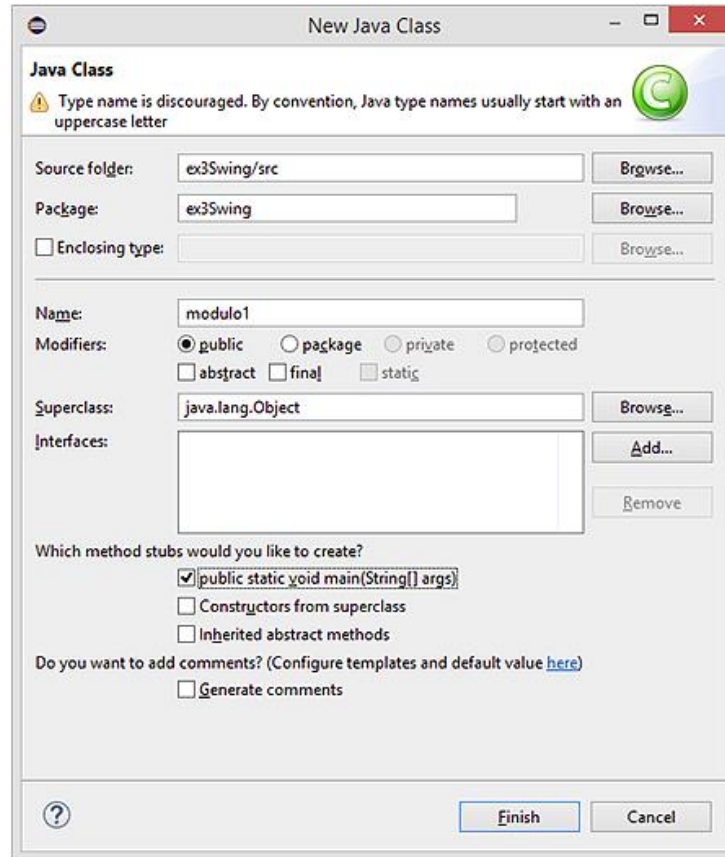 New Java Class
Java Class
Type name is discouraged. By convention, Java type names usually start with an
uppercase letter
Source folder: ex3Swing/src Browse...
Package: ex3Swing Browse...
Enclosing type: Browse...
Name: modulo1
Modifiers: public package private protected
abstract final static
Superclass: java.lang.Object Browse...
Interfaces: Add...
Remove
Which method stubs would you like to create?
public static void main(String[] args)
Constructors from superclass
Inherited abstract methods
Do you want to add comments? (Configure templates and default value here)
Generate comments
? Finish Cancel